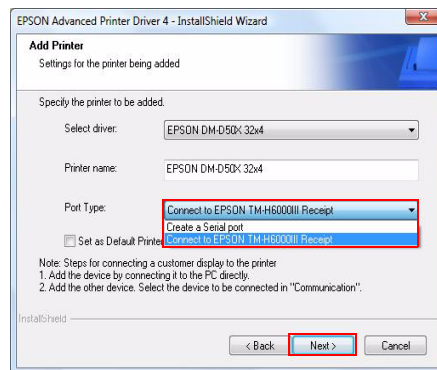 EPSON Advanced Printer Driver 4 - InstallShield Wizard
Add Printer
Settings for the printer being added
Specify the printer to be added.
Select driver: EPSON DM-D50X 32x4
Printer name: EPSON DM-D50X 32x4
Port Type: Connect to EPSON TM-H6000III Receipt
Create a Serial port
Set as Default Printe Connect to EPSON TM-H6000III Receipt
Note: Steps for connecting a customer display to the printer
1. Add the device by connecting it to the PC directly.
2. Add the other device. Select the device to be connected in "Communication".
InstallShield
< Back Next > Cancel